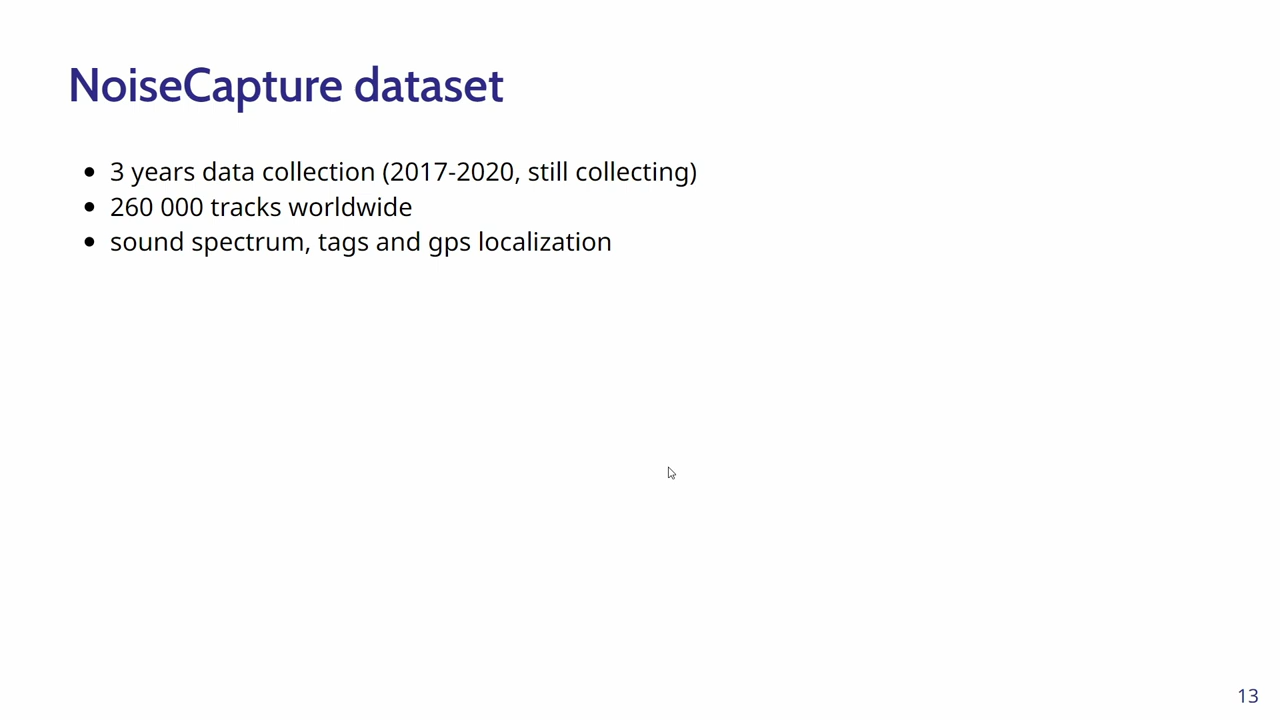 NoiseCapture dataset
• 3 years data collection (2017-2020, still collecting)
• 260 000 tracks worldwide
• sound spectrum, tags and gps localization
13